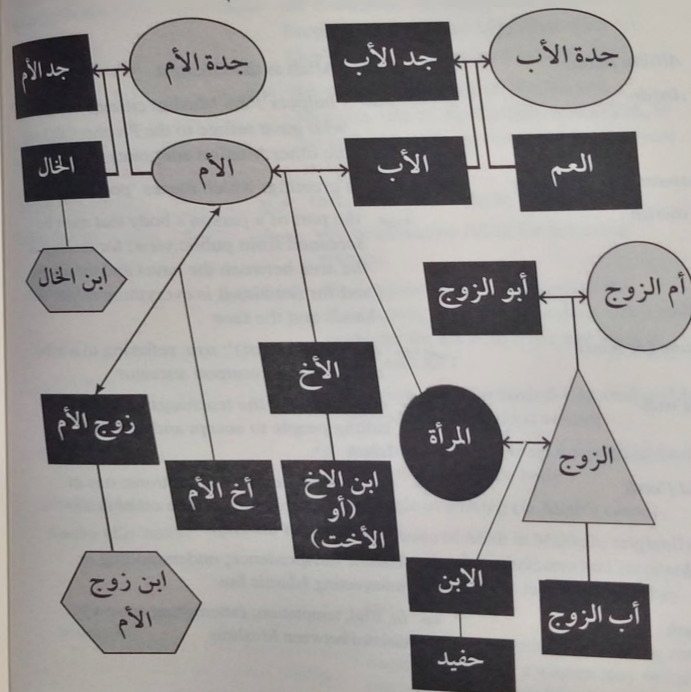 جدة الأب
جد الأب
جدة الأم
جد الأم
العم
الأب
الأم
الخال
ابن الخال
أم الزوج
أبو الزوج
الأخ
زوج الأم
المرأة
الزوج
أخ الأم
ابن الاخ
(أو
الأخت)
ابن زوج
الأم
الابن
أب الزوج
حفيد